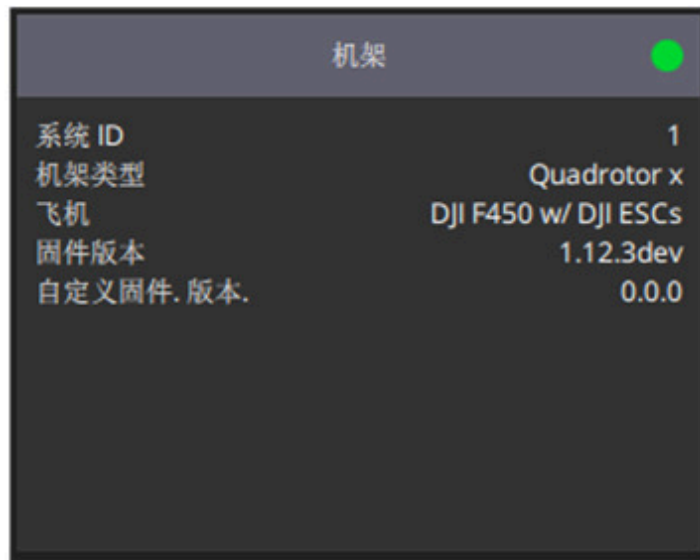 机架
系统 ID 1
机架类型 Quadrotor x
飞机 DJI F450 w/ DJI ESCs
固件版本 1.12.3dev
自定义固件. 版本. 0.0.0